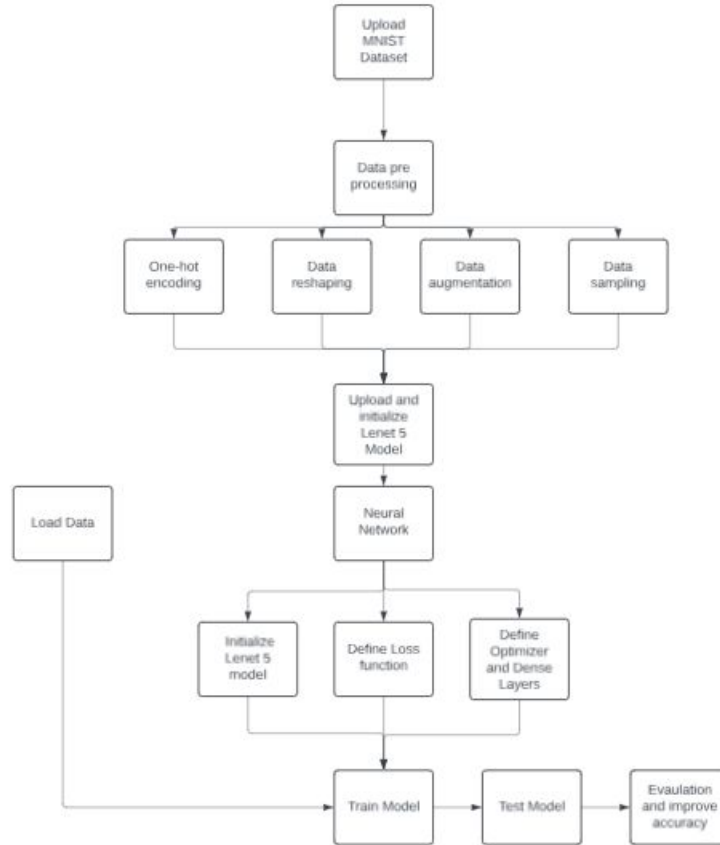 Upload
MNIST
Dataset
Data pre
processing
One-hot
encoding
Data
reshaping
Data
augmentation
Data
sampling
Upload and
initialize
Lenet 5
Model
Load Data
Neural
Network
Initialize
Lenet 5
model
Define Loss
function
Define
Optimizer
and Dense
Layers
Train Model
Test Model
Evaulation
and improve
accuracy